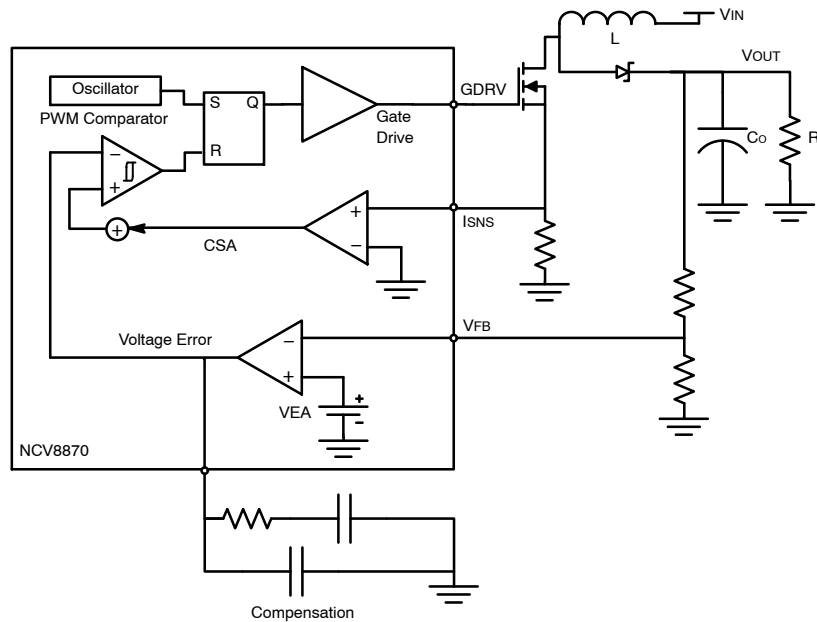 VIN
L
VOUT
Oscillator
PWM Comparator
S
Q
R
GDRV
Gate
Drive
CO
R
−
+
+
CSA
+
−
ISNS
Voltage Error
VFB
−
+
VEA
+
−
NCV8870
Compensation